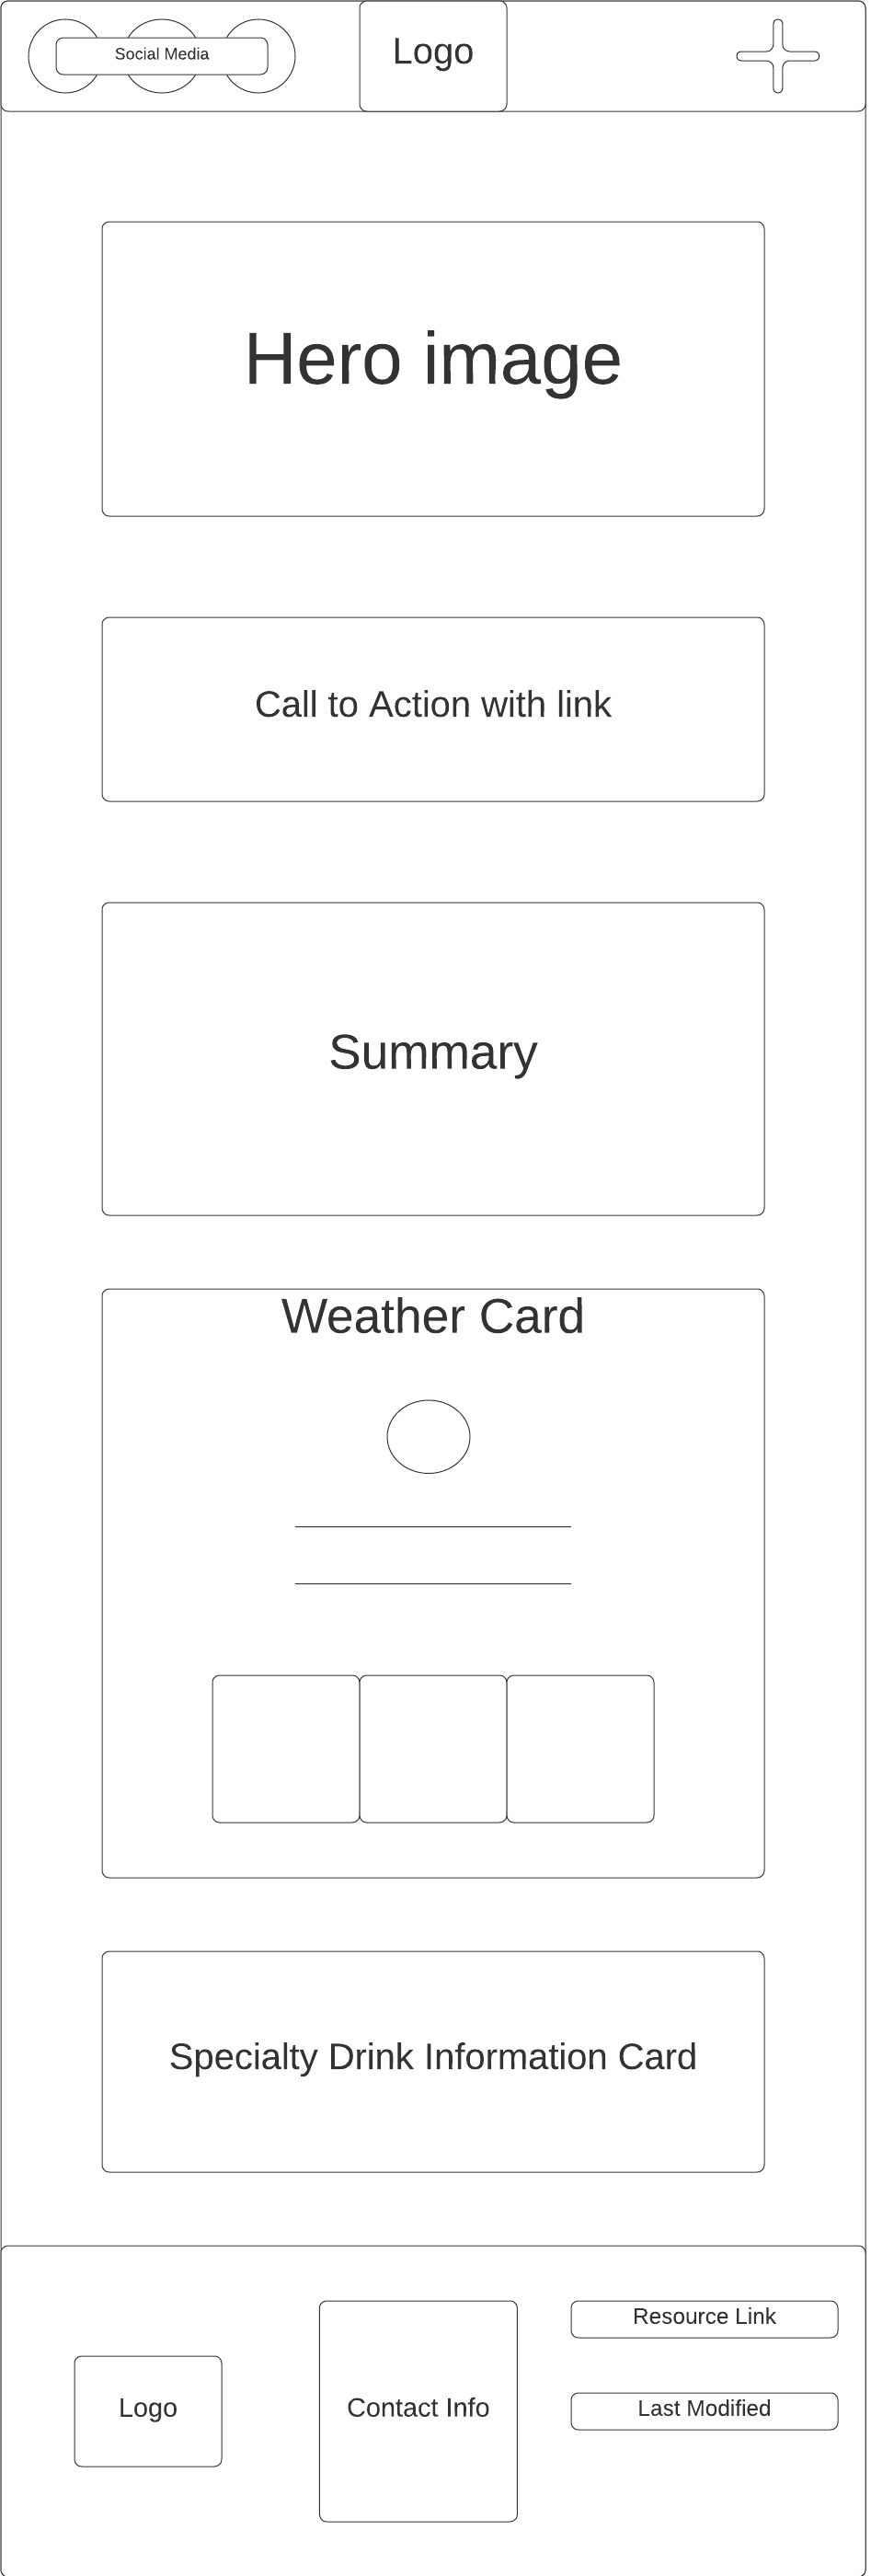 Social Media
Logo
Hero image
Call to Action with link
Summary
Weather Card
Specialty Drink Information Card
Logo
Contact Info
Resource Link
Last Modified